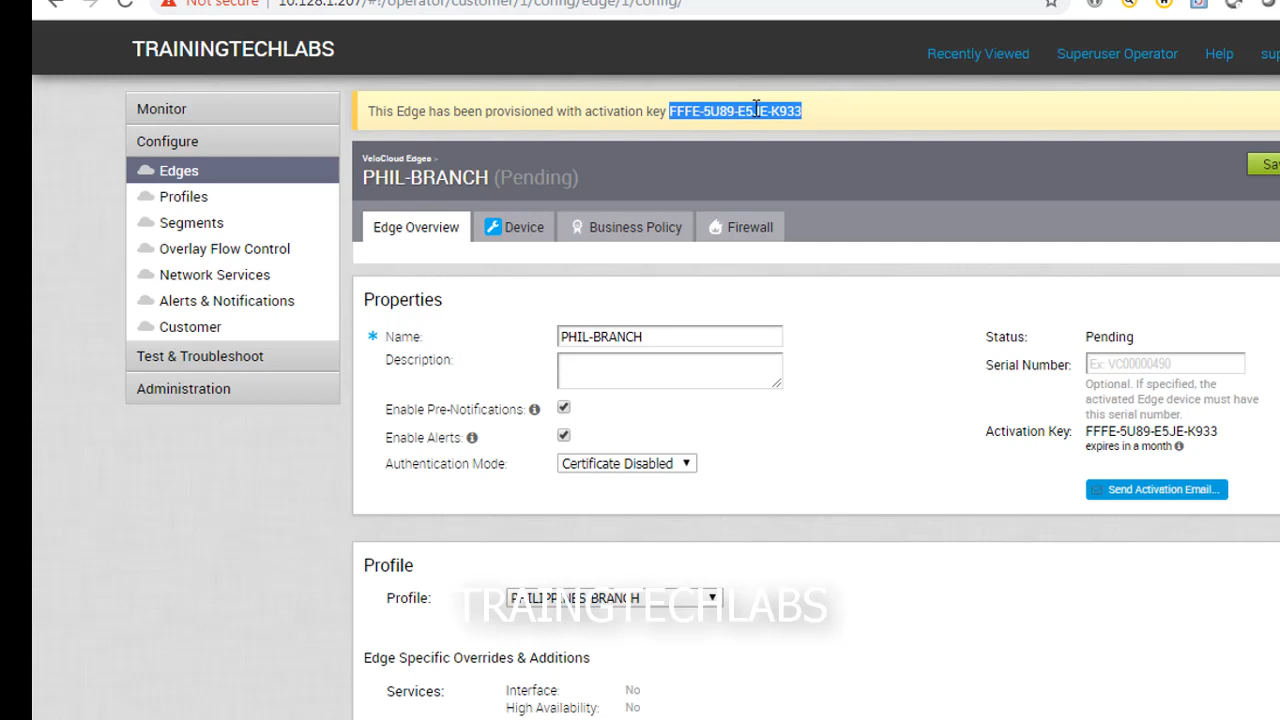 Not secure 10.128.1.207/#!/operator/customer/1/config/edge/1/config/
TRAININGTECHLABS
Recently Viewed Superuser Operator Help sup
Monitor
Configure
Edges
Profiles
Segments
Overlay Flow Control
Network Services
Alerts & Notifications
Customer
Test & Troubleshoot
Administration
This Edge has been provisioned with activation key FFFE-5U89-E5JE-K933
VeloCloud Edges >
PHIL-BRANCH (Pending)
Sa
Edge Overview Device Business Policy Firewall
Properties
* Name: PHIL-BRANCH
Description:
Enable Pre-Notifications:
Enable Alerts:
Authentication Mode: Certificate Disabled
Status: Pending
Serial Number: Ex: VC00000490
Optional. If specified, the
activated Edge device must have
this serial number.
Activation Key: FFFE-5U89-E5JE-K933
expires in a month
Send Activation Email...
Profile
Profile: PHILIPPINES BRANCH
TRAINGTECHLABS
Edge Specific Overrides & Additions
Services: Interface: No
High Availability: No